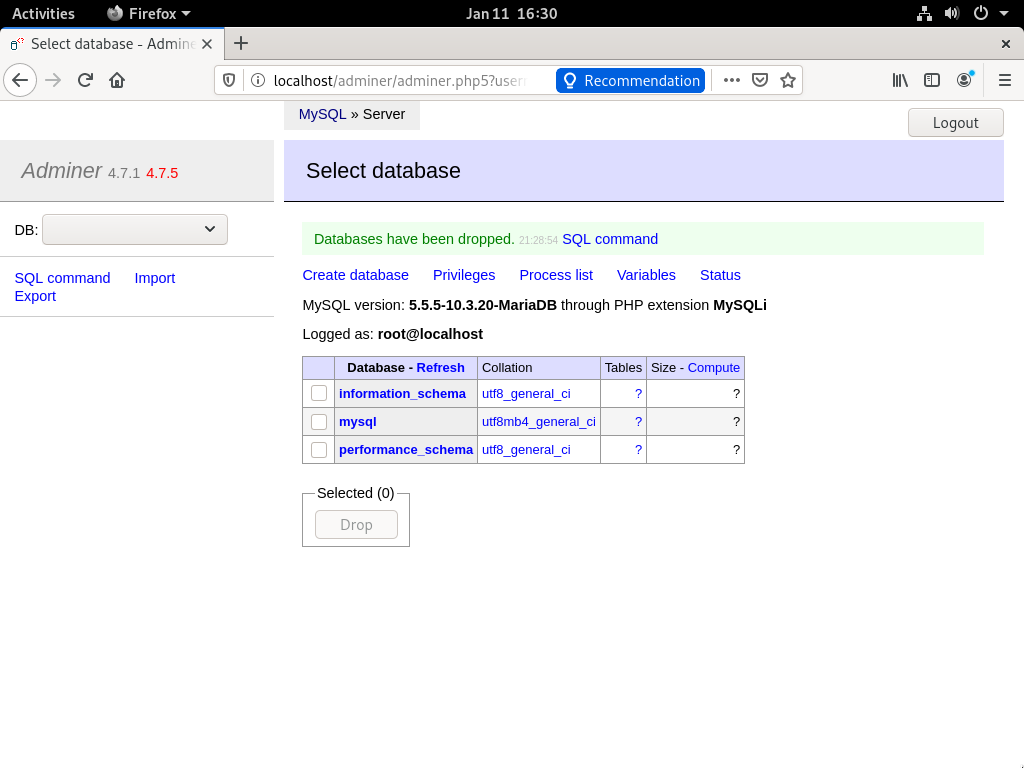 Activities Firefox Jan 11 16:30
Select database - Admine
localhost/adminer/adminer.php5?user Recommendation
MySQL » Server
Logout
Adminer 4.7.1 4.7.5
Select database
DB:
SQL command Import
Export
Databases have been dropped. 21:28:54 SQL command
Create database Privileges Process list Variables Status
MySQL version: 5.5.5-10.3.20-MariaDB through PHP extension MySQLi
Logged as: root@localhost
Database - Refresh Collation Tables Size - Compute
information_schema utf8_general_ci ? ?
mysql utf8mb4_general_ci ? ?
performance_schema utf8_general_ci ? ?
Selected (0)
Drop